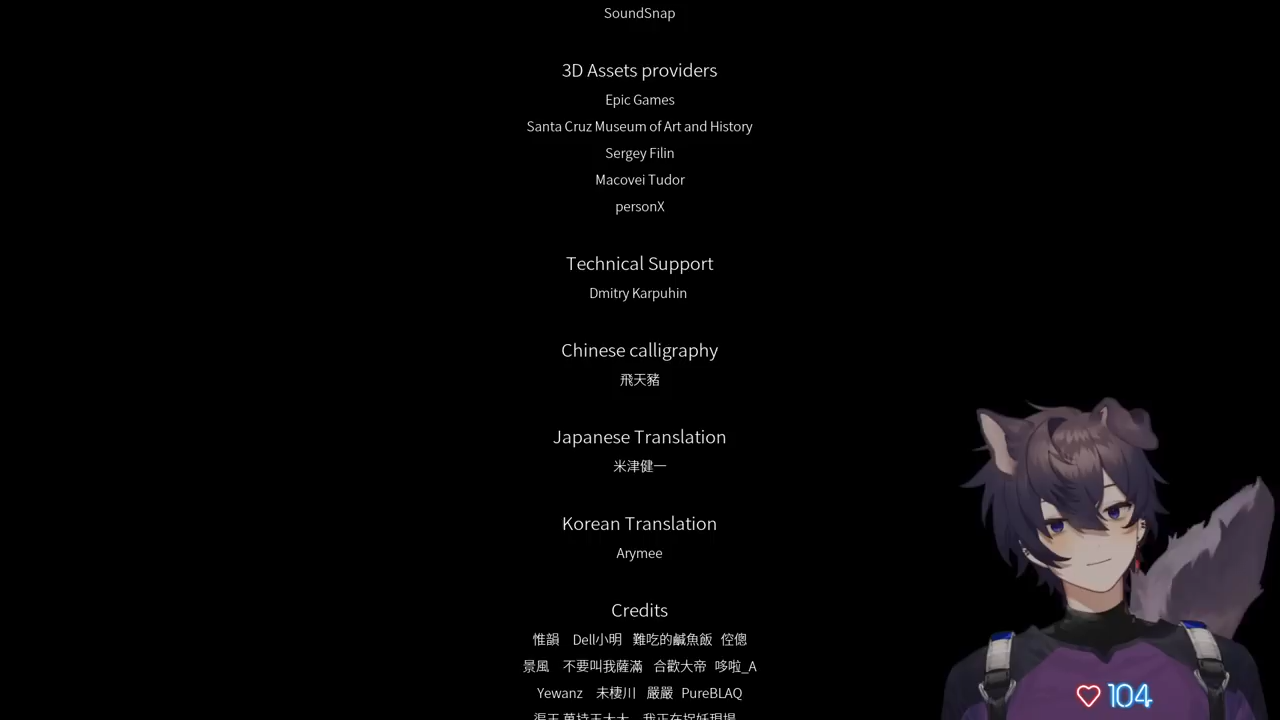 SoundSnap
3D Assets providers
Epic Games
Santa Cruz Museum of Art and History
Sergey Filin
Macovei Tudor
personX
Technical Support
Dmitry Karpuhin
Chinese calligraphy
飛天豬
Japanese Translation
米津健一
Korean Translation
Arymee
Credits
惟韻 Dell小明 難吃的鹹魚飯 倥傯
景風 不要叫我薩滿 合歡大帝 哆啦_A
Yewanz 未棲川 嚴嚴 PureBLAQ
104